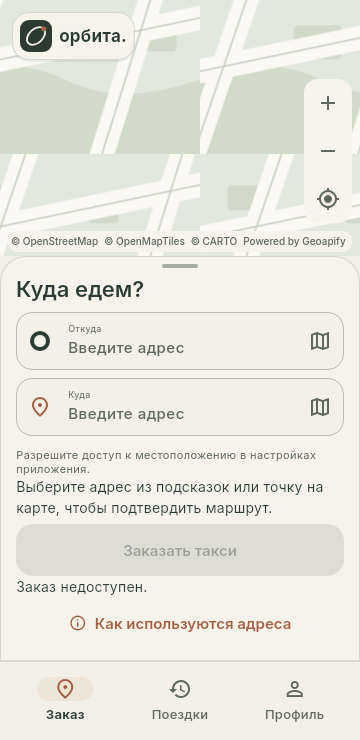 орбита.
© OpenStreetMap © OpenMapTiles © CARTO Powered by Geoapify
Куда едем?
Откуда
Введите адрес
Куда
Введите адрес
Разрешите доступ к местоположению в настройках
приложения.
Выберите адрес из подсказок или точку на
карте, чтобы подтвердить маршрут.
Заказать такси
Заказ недоступен.
Как используются адреса
Заказ Поездки Профиль